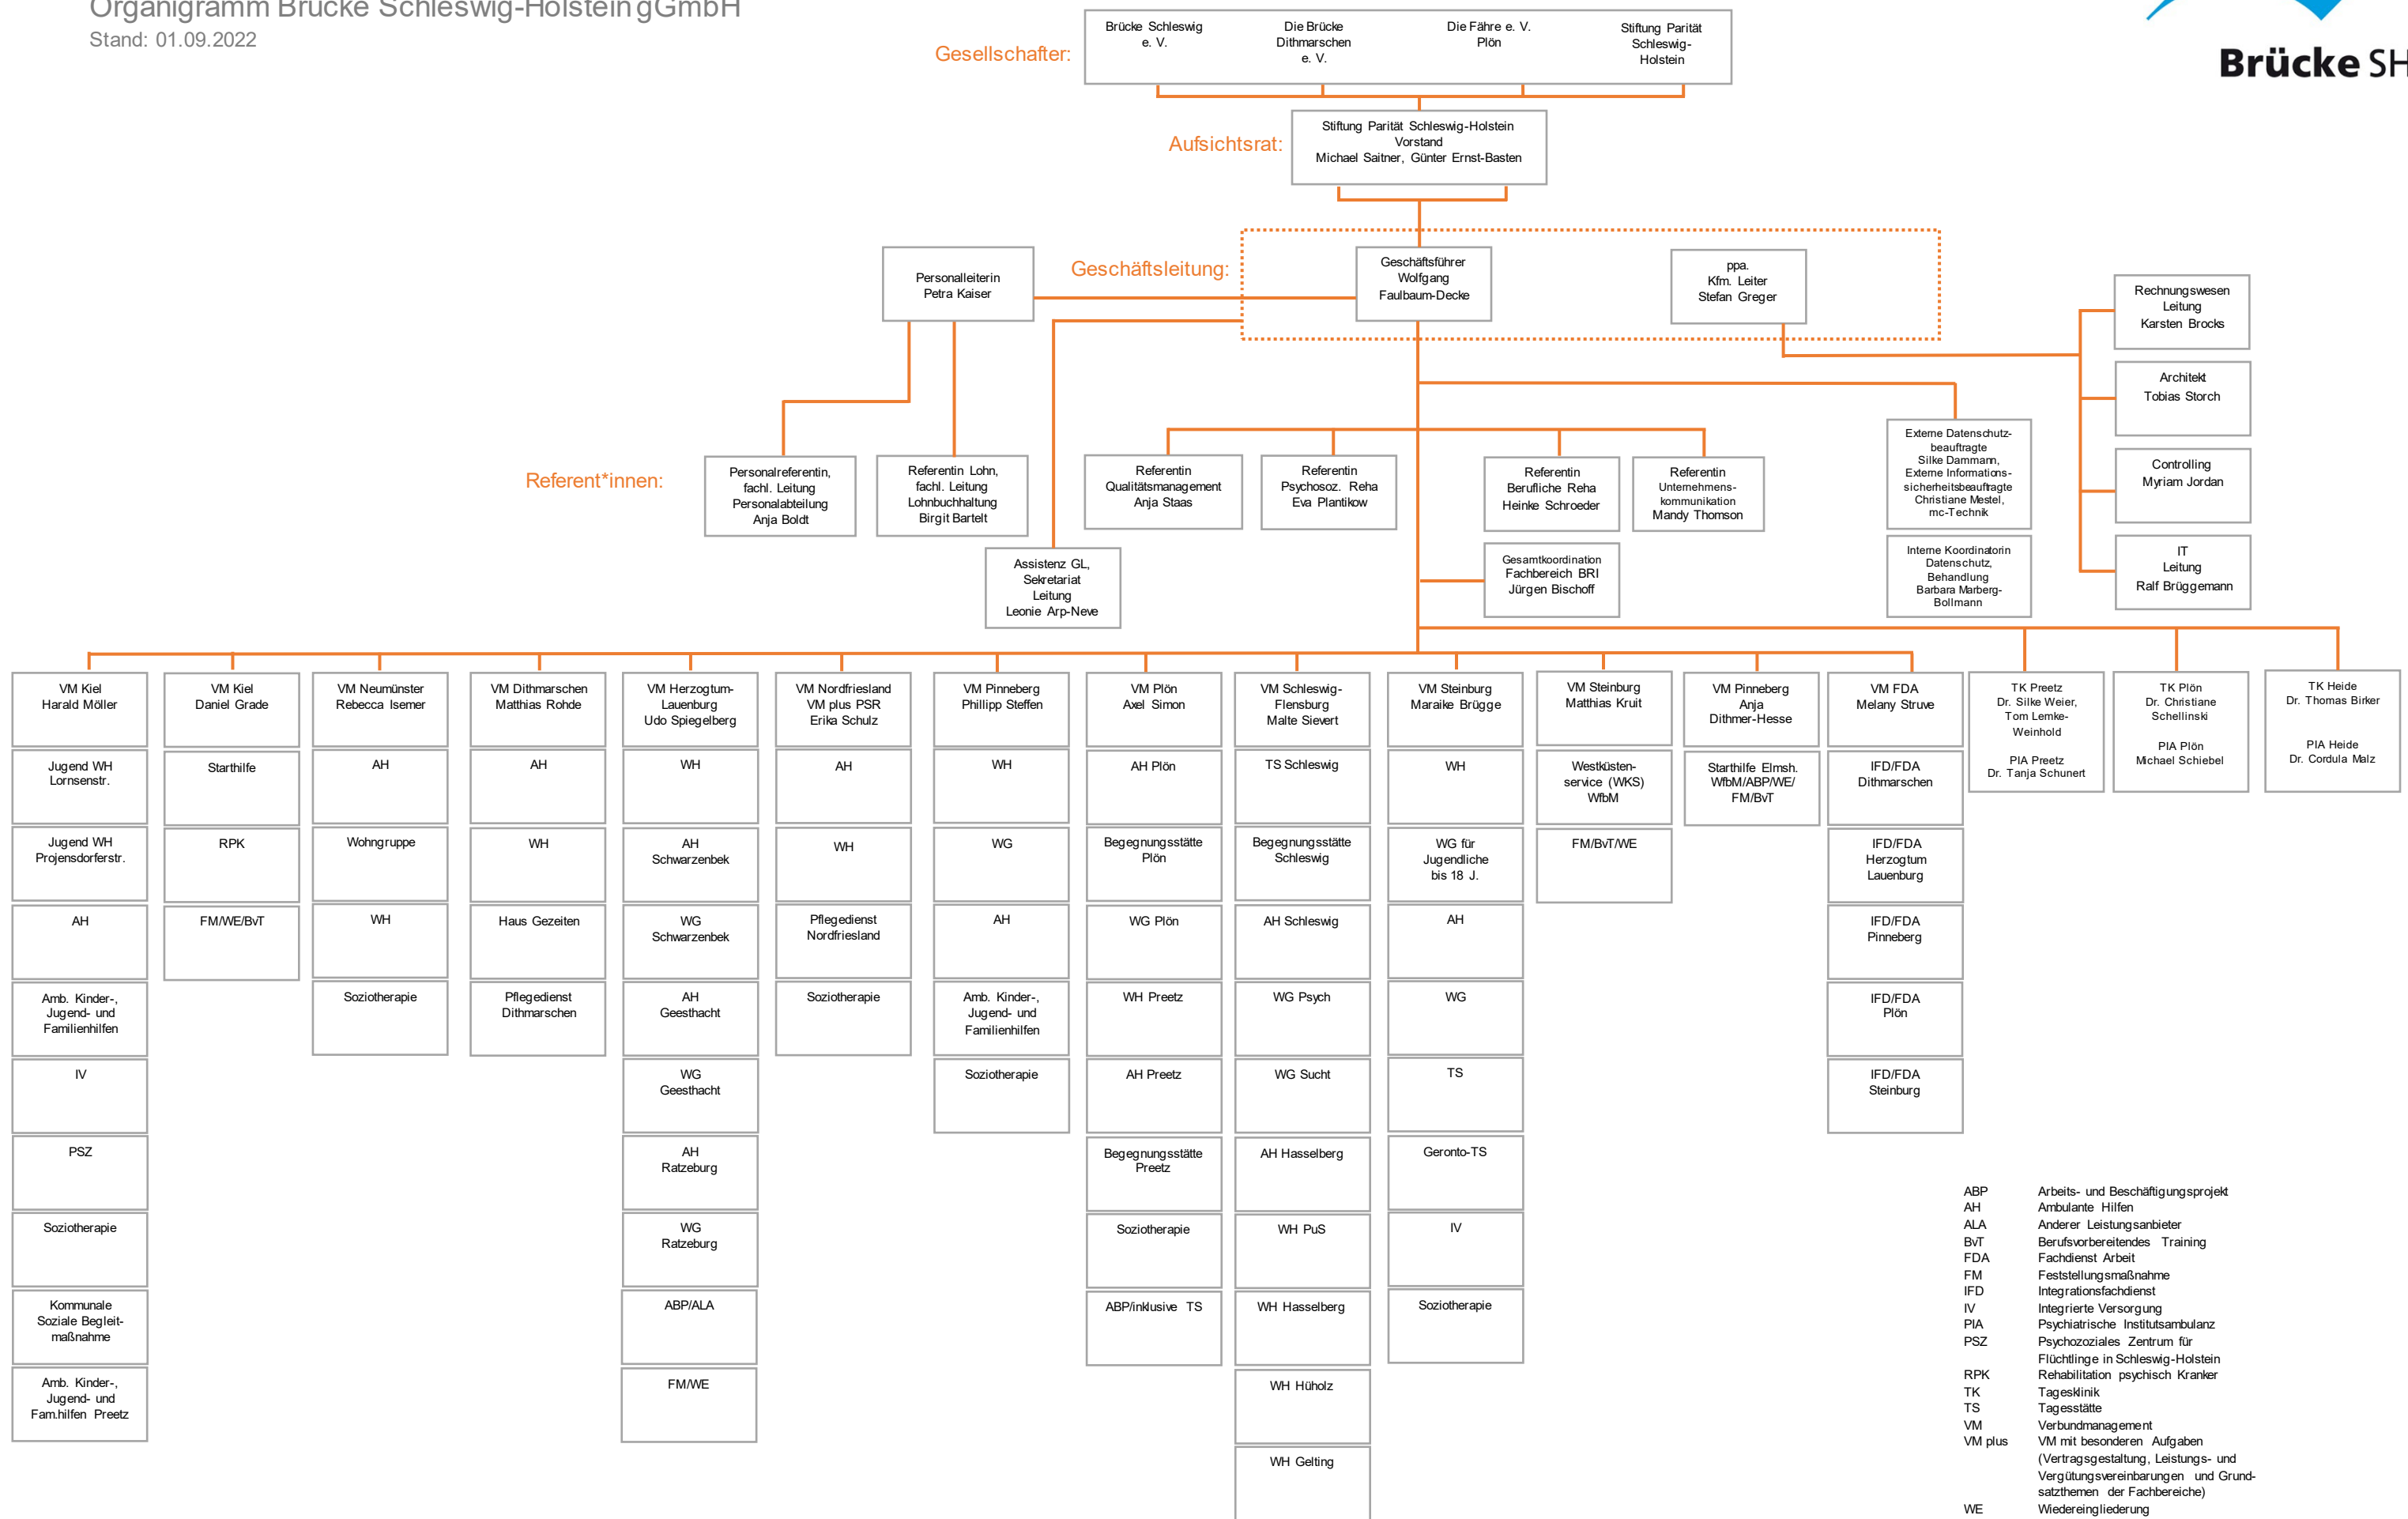 Organigramm Brücke Schleswig-Holstein gGmbH
Stand: 01.09.2022
Brücke SH
Gesellschafter:
Brücke Schleswig
e. V.
Die Brücke
Dithmarschen
e. V.
Die Fähre e. V.
Plön
Stiftung Parität
Schleswig-
Holstein
Aufsichtsrat:
Stiftung Parität Schleswig-Holstein
Vorstand
Michael Saitner, Günter Ernst-Basten
Geschäftsleitung:
Personalleiterin
Petra Kaiser
Geschäftsführer
Wolfgang
Faulbaum-Decke
ppa.
Kfm. Leiter
Stefan Greger
Rechnungswesen
Leitung
Karsten Brocks
Architekt
Tobias Storch
Controlling
Myriam Jordan
IT
Leitung
Ralf Brüggemann
Referent*innen:
Personalreferentin,
fachl. Leitung
Personalabteilung
Anja Boldt
Referentin Lohn,
fachl. Leitung
Lohnbuchhaltung
Birgit Bartelt
Referentin
Qualitätsmanagement
Anja Staas
Referentin
Psychosoz. Reha
Eva Plantikow
Referentin
Berufliche Reha
Heinke Schroeder
Referentin
Unternehmens-
kommunikation
Mandy Thomson
Externe Datenschutz-
beauftragte
Silke Dammann,
Externe Informations-
sicherheitsbeauftragte
Christiane Mestel,
mc-Technik
Assistenz GL,
Sekretariat
Leitung
Leonie Arp-Neve
Gesamtkoordination
Fachbereich BRI
Jürgen Bischoff
Interne Koordinatorin
Datenschutz,
Behandlung
Barbara Marberg-
Bollmann
VM Kiel
Harald Möller
Jugend WH
Lornsenstr.
Jugend WH
Projensdorferstr.
AH
Amb. Kinder-,
Jugend- und
Familienhilfen
IV
PSZ
Soziotherapie
Kommunale
Soziale Begleit-
maßnahme
Amb. Kinder-,
Jugend- und
Fam.hilfen Preetz
VM Kiel
Daniel Grade
Starthilfe
RPK
FM/WE/BvT
VM Neumünster
Rebecca Isemer
AH
Wohngruppe
WH
Soziotherapie
VM Dithmarschen
Matthias Rohde
AH
WH
Haus Gezeiten
Pflegedienst
Dithmarschen
VM Herzogtum-
Lauenburg
Udo Spiegelberg
WH
AH
Schwarzenbek
WG
Schwarzenbek
AH
Geesthacht
WG
Geesthacht
AH
Ratzeburg
WG
Ratzeburg
ABP/ALA
FM/WE
VM Nordfriesland
VM plus PSR
Erika Schulz
AH
WH
Pflegedienst
Nordfriesland
Soziotherapie
VM Pinneberg
Phillipp Steffen
WH
WG
AH
Amb. Kinder-,
Jugend- und
Familienhilfen
Soziotherapie
VM Plön
Axel Simon
AH Plön
Begegnungsstätte
Plön
WG Plön
WH Preetz
AH Preetz
Begegnungsstätte
Preetz
Soziotherapie
ABP/inklusive TS
VM Schleswig-
Flensburg
Malte Sievert
TS Schleswig
Begegnungsstätte
Schleswig
AH Schleswig
WG Psych
WG Sucht
AH Hasselberg
WH PuS
WH Hasselberg
WH Hüholz
WH Gelting
VM Steinburg
Maraike Brügge
WH
WG für
Jugendliche
bis 18 J.
AH
WG
TS
Geronto-TS
IV
Soziotherapie
VM Steinburg
Matthias Kruit
Westküsten-
service (WKS)
WfbM
FM/BvT/WE
VM Pinneberg
Anja
Dithmer-Hesse
Starthilfe Elmsh.
WfbM/ABP/WE/
FM/BvT
VM FDA
Melany Struve
IFD/FDA
Dithmarschen
IFD/FDA
Herzogtum
Lauenburg
IFD/FDA
Pinneberg
IFD/FDA
Plön
IFD/FDA
Steinburg
TK Preetz
Dr. Silke Weier,
Tom Lemke-
Weinhold
PIA Preetz
Dr. Tanja Schunert
TK Plön
Dr. Christiane
Schellinski
PIA Plön
Michael Schiebel
TK Heide
Dr. Thomas Birker
PIA Heide
Dr. Cordula Malz
ABP Arbeits- und Beschäftigungsprojekt
AH Ambulante Hilfen
ALA Anderer Leistungsanbieter
BvT Berufsvorbereitendes Training
FDA Fachdienst Arbeit
FM Feststellungsmaßnahme
IFD Integrationsfachdienst
IV Integrierte Versorgung
PIA Psychiatrische Institutsambulanz
PSZ Psychozoziales Zentrum für
Flüchtlinge in Schleswig-Holstein
RPK Rehabilitation psychisch Kranker
TK Tagesklinik
TS Tagesstätte
VM Verbundmanagement
VM plus VM mit besonderen Aufgaben
(Vertragsgestaltung, Leistungs- und
Vergütungsvereinbarungen und Grund-
satzthemen der Fachbereiche)
WE Wiedereingliederung